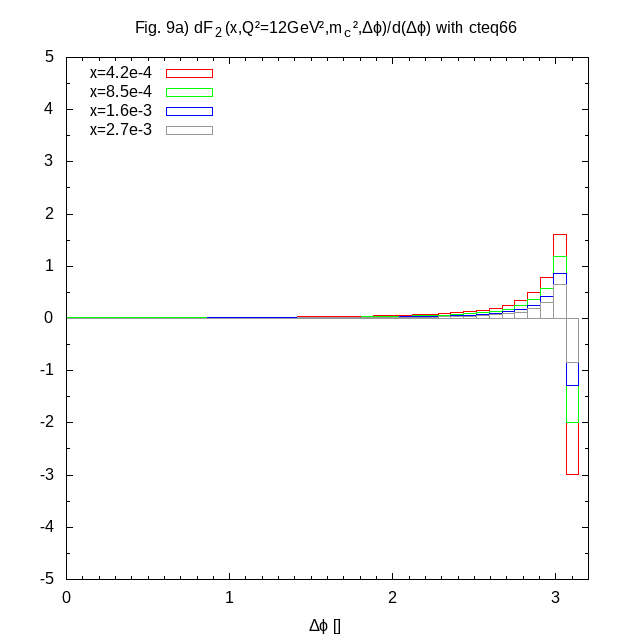 Fig. 9a) dF₂(x,Q²=12GeV²,m_c²,Δϕ)/d(Δϕ) with cteq66
x=4.2e-4
x=8.5e-4
x=1.6e-3
x=2.7e-3
5
4
3
2
1
0
-1
-2
-3
-4
-5
0 1 2 3
Δϕ []